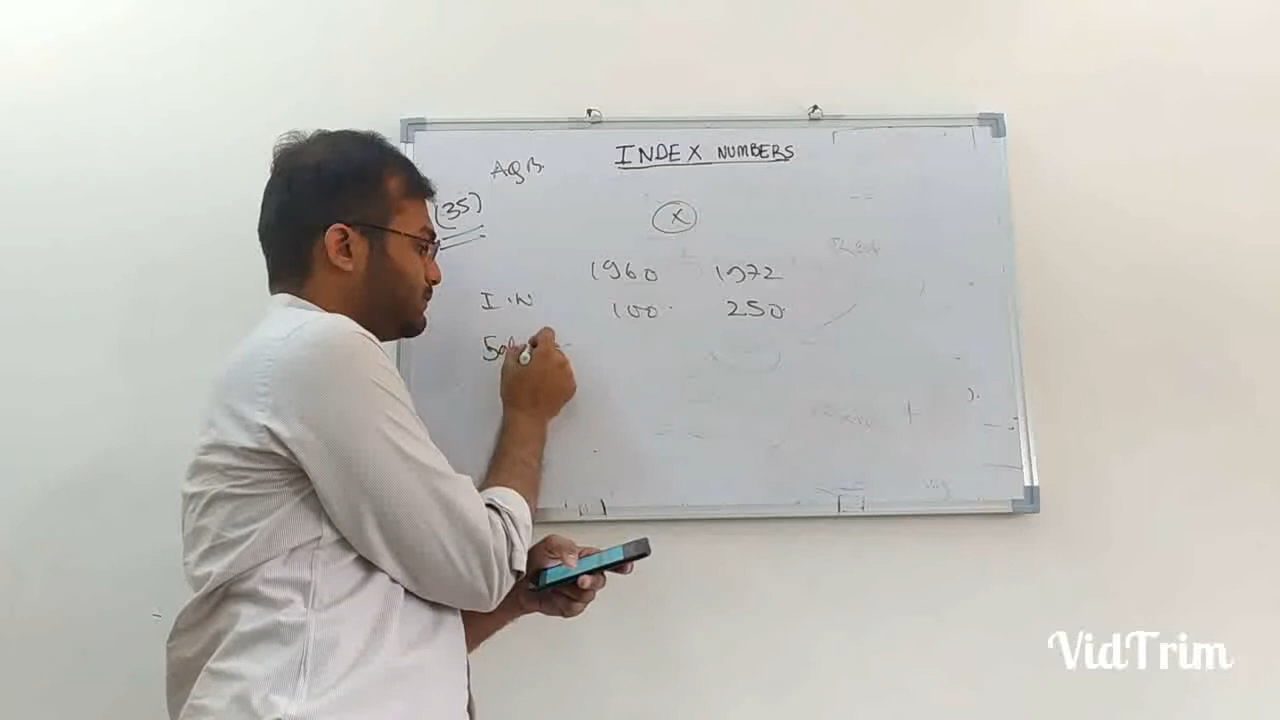 INDEX NUMBERS
AQB.
(35)
X
1960 1972
I.N 100. 250.
VidTrim